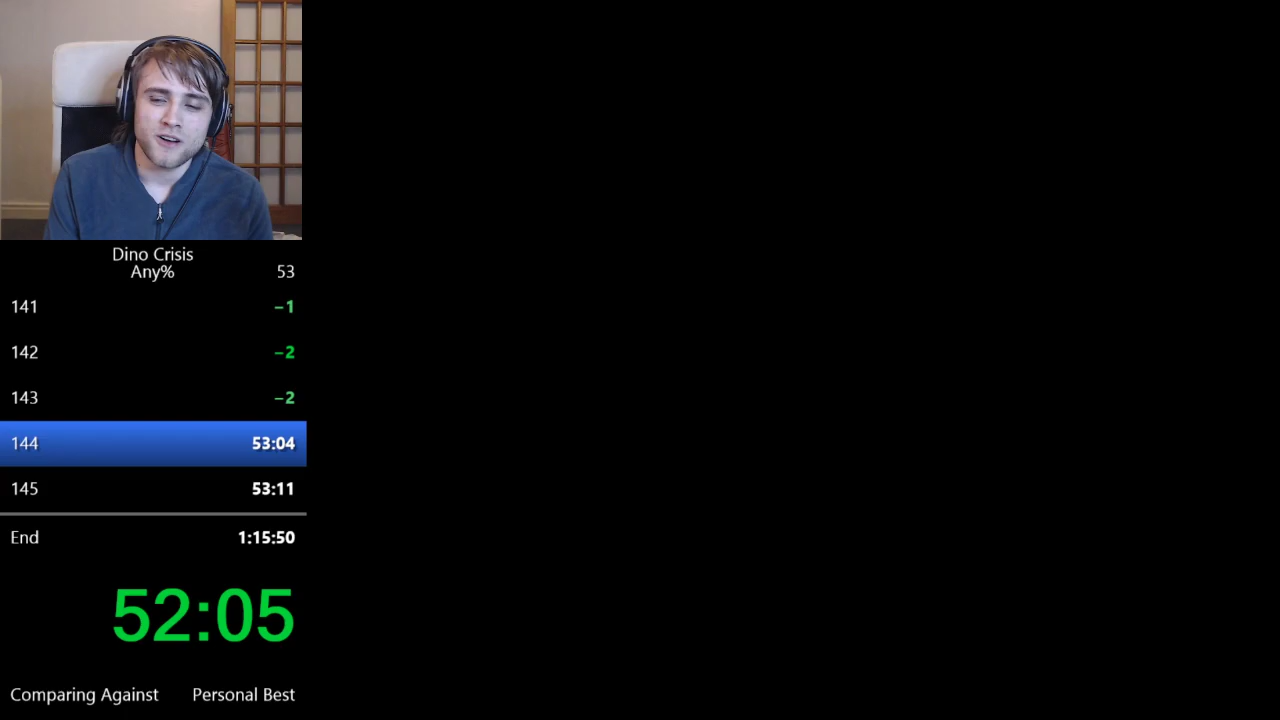 Dino Crisis
Any% 53
141 −1
142 −2
143 −2
144 53:04
145 53:11
End 1:15:50
52:05
Comparing Against Personal Best